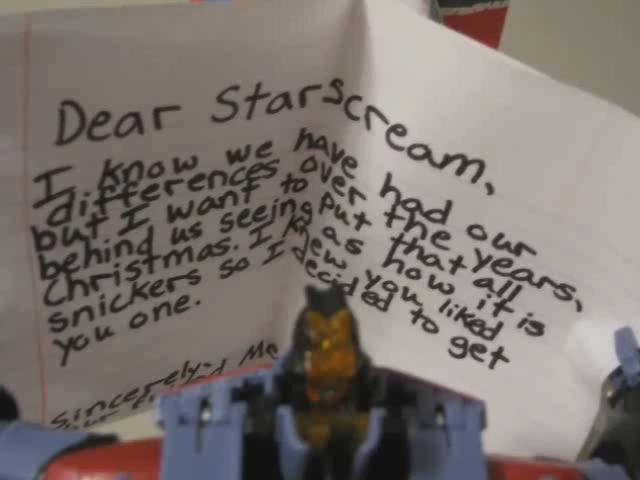 Dear Starscream,
I know we have had our
differences over the years,
but I want to put that all
behind us seeing as how it is
Christmas. I knew you liked
snickers so I decided to get
you one.
Sincerely-